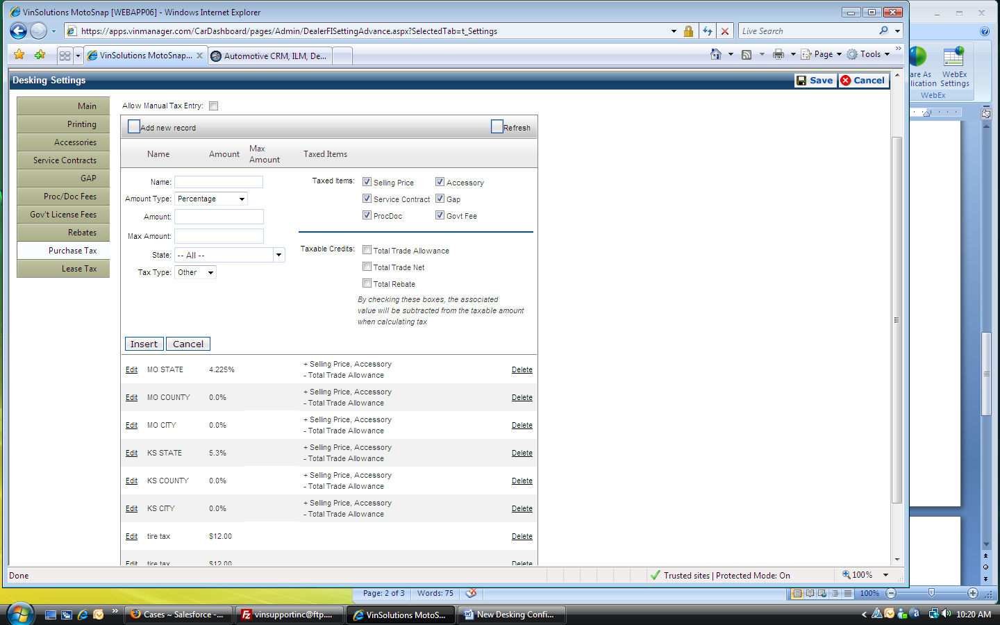 VinSolutions MotoSnap [WEBAPP06] - Windows Internet Explorer
https://apps.vinmanager.com/CarDashboard/pages/Admin/DealerFISettingAdvance.aspx?SelectedTab=t_Settings
Live Search
VinSolutions MotoSnap...
Automotive CRM, ILM, De...
Page
Tools
are As
lication
WebEx
Settings
WebEx
Desking Settings
Save
Cancel
Main
Printing
Accessories
Service Contracts
GAP
Proc/Doc Fees
Gov't License Fees
Rebates
Purchase Tax
Lease Tax
Allow Manual Tax Entry:
Add new record
Refresh
Name Amount Max Amount Taxed Items
Name:
Amount Type: Percentage
Amount:
Max Amount:
State: -- All --
Tax Type: Other
Taxed Items: Selling Price Accessory
Service Contract Gap
ProcDoc Govt Fee
Taxable Credits: Total Trade Allowance
Total Trade Net
Total Rebate
By checking these boxes, the associated
value will be subtracted from the taxable amount
when calculating tax
Insert Cancel
Edit MO STATE 4.225% + Selling Price, Accessory
- Total Trade Allowance Delete
Edit MO COUNTY 0.0% + Selling Price, Accessory
- Total Trade Allowance Delete
Edit MO CITY 0.0% + Selling Price, Accessory
- Total Trade Allowance Delete
Edit KS STATE 5.3% + Selling Price, Accessory
- Total Trade Allowance Delete
Edit KS COUNTY 0.0% + Selling Price, Accessory
- Total Trade Allowance Delete
Edit KS CITY 0.0% + Selling Price, Accessory
- Total Trade Allowance Delete
Edit tire tax $12.00 Delete
Edit tire tax $12.00 Delete
Done
Trusted sites | Protected Mode: On
100%
Page: 2 of 3 Words: 75
100%
Cases ~ Salesforce -...
vinsupportinc@ftp....
VinSolutions MotoS...
New Desking Confi...
10:20 AM